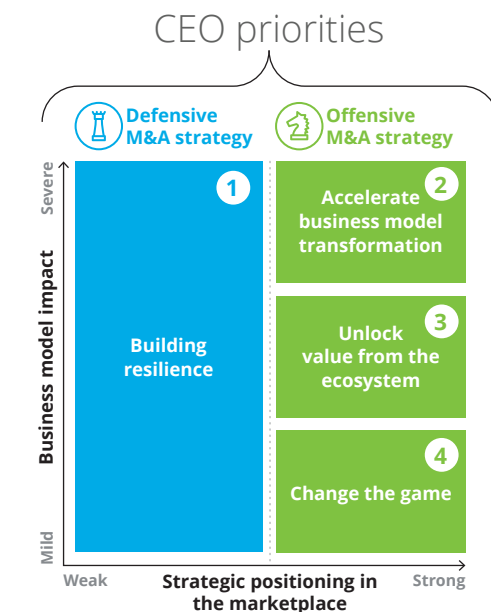 CEO priorities
Defensive
M&A strategy
Offensive
M&A strategy
Severe
Business model impact
Mild
1
Building
resilience
2
Accelerate
business model
transformation
3
Unlock
value from the
ecosystem
4
Change the game
Weak
Strategic positioning in
the marketplace
Strong